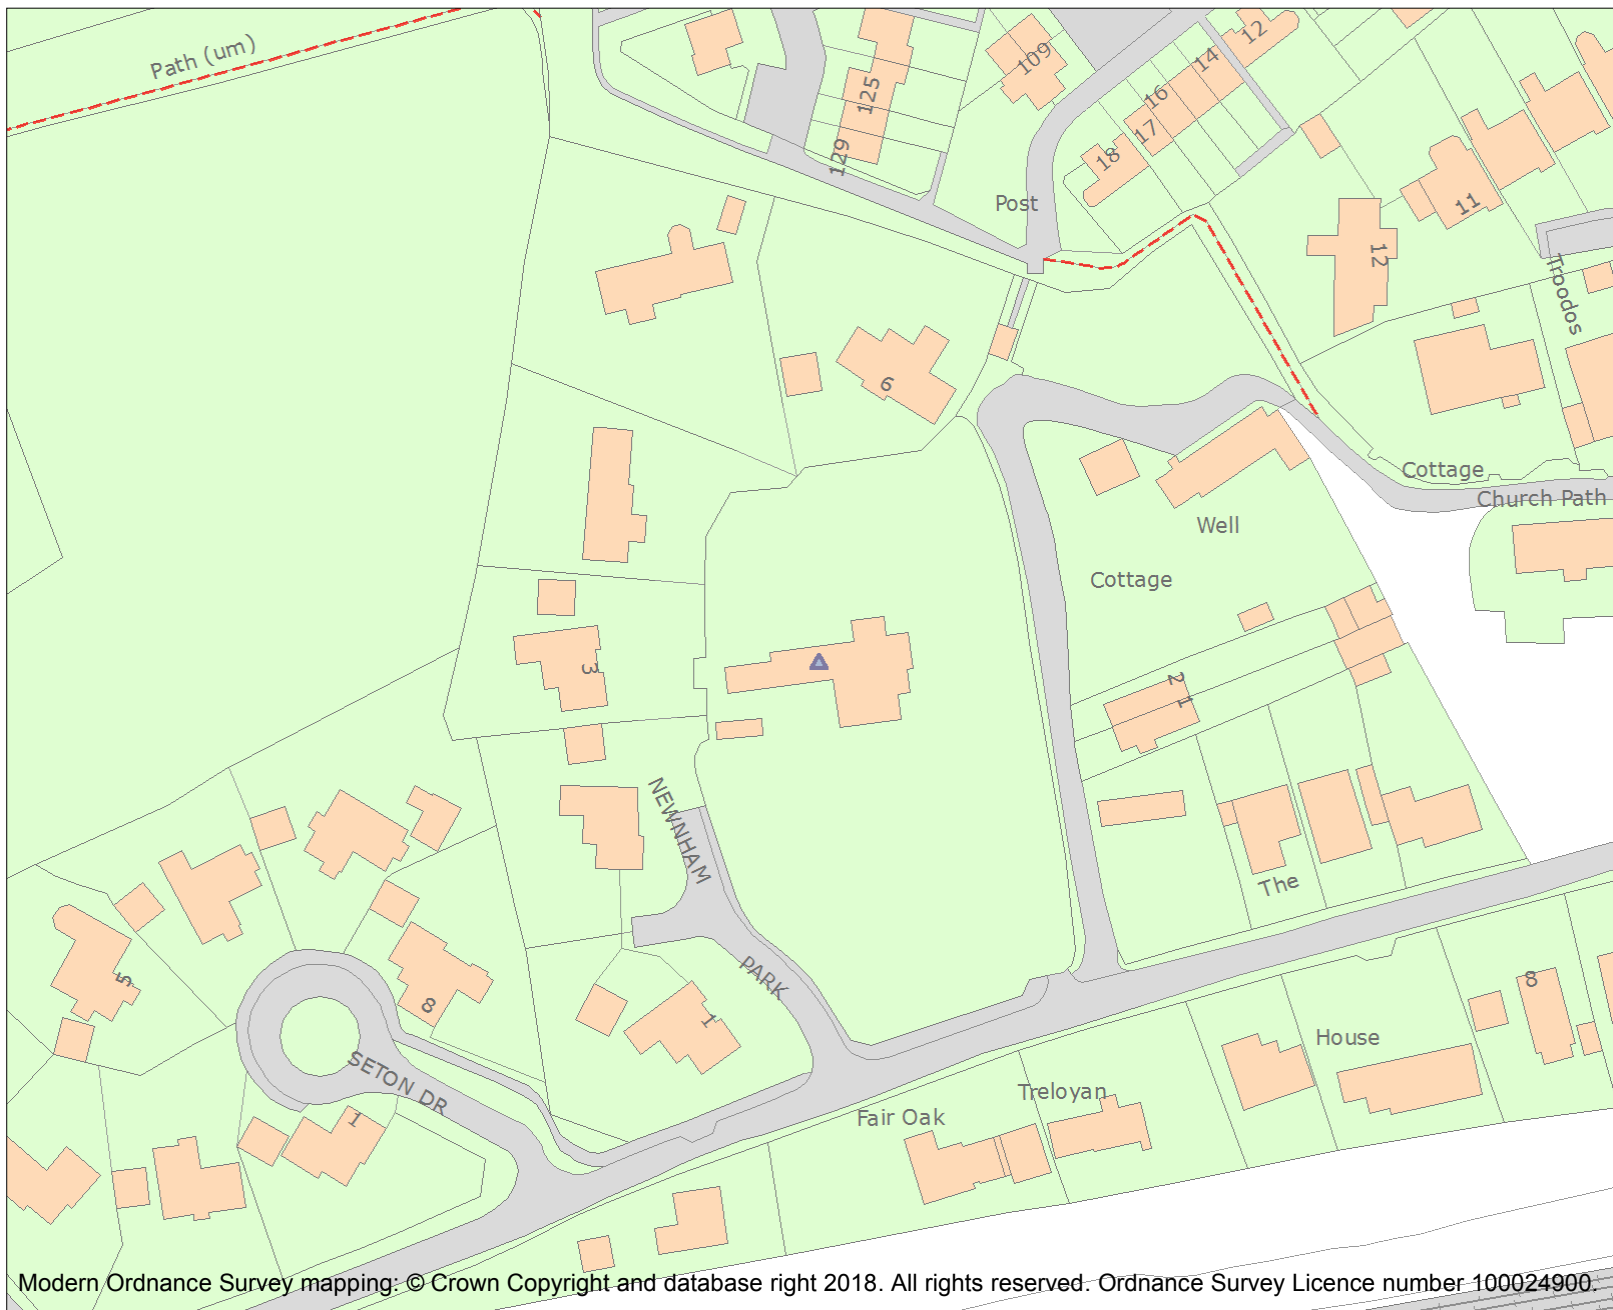 Path (um)
125
129
109
12
14
16
17
18
Post
11
12
Troodos
6
Cottage
Church Path
Well
Cottage
3
2
1
NEWNHAM
PARK
The
5
8
1
8
House
SETON DR
1
Treloyan
Fair Oak
Modern Ordnance Survey mapping: © Crown Copyright and database right 2018. All rights reserved. Ordnance Survey Licence number 100024900.